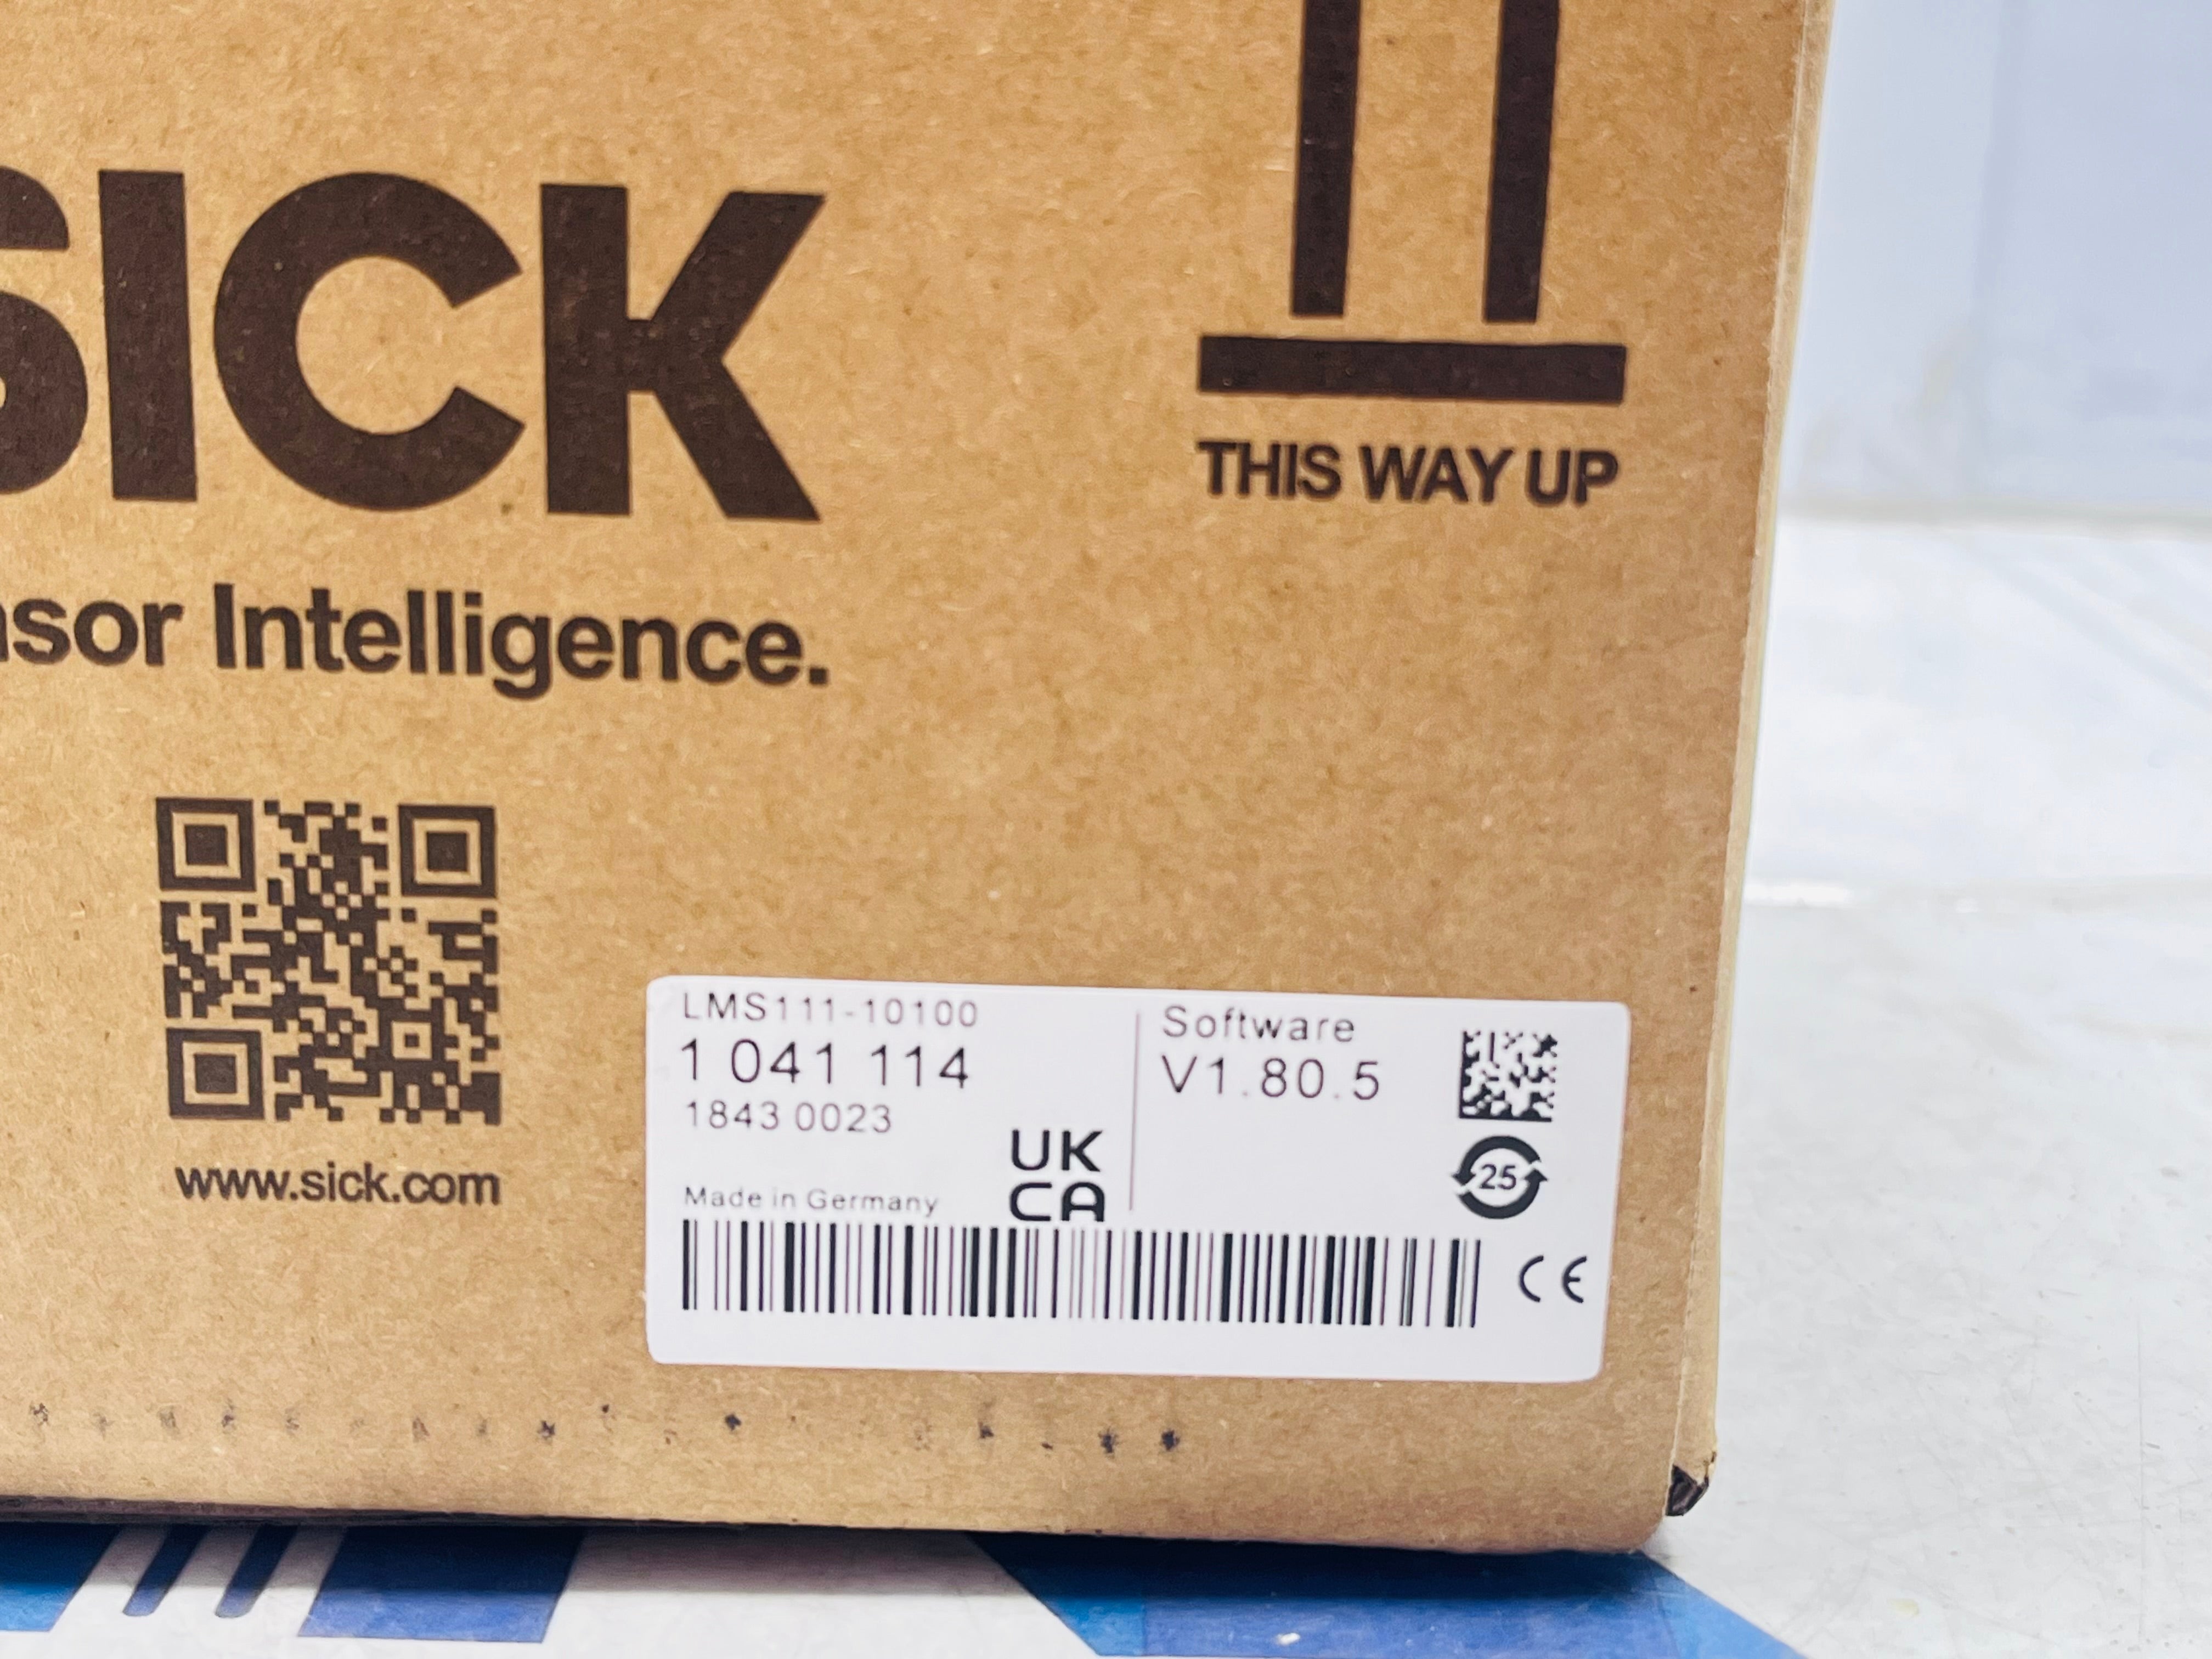 SICK
THIS WAY UP
nsor Intelligence.
www.sick.com
LMS111-10100
1 041 114
1843 0023
Made in Germany
UK
CA
Software
V1.80.5
25
CE